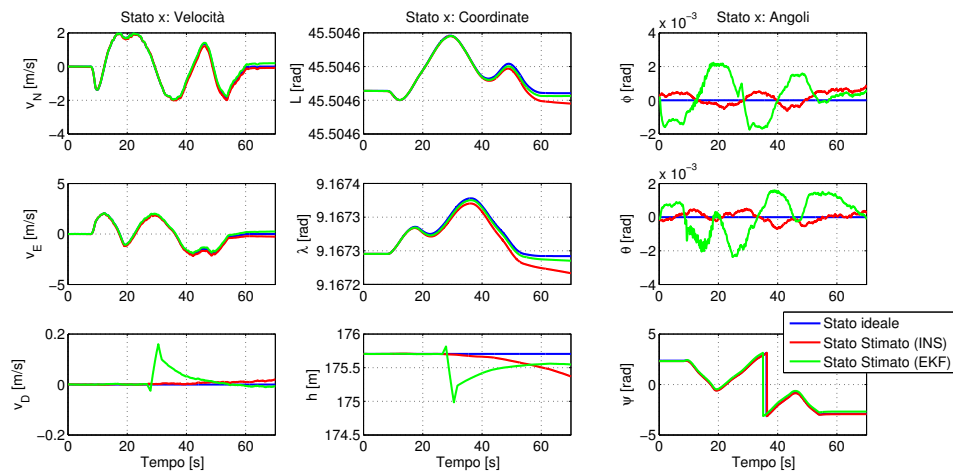 Stato x: Velocità
2
0
−2
−4
0 20 40 60
v_N [m/s]
Stato x: Coordinate
45.5046
45.5046
45.5046
0 20 40 60
L [rad]
Stato x: Angoli
x 10^−3
4
2
0
−2
0 20 40 60
ϕ [rad]
5
0
−5
0 20 40 60
v_E [m/s]
9.1674
9.1673
9.1673
9.1672
0 20 40 60
λ [rad]
x 10^−3
2
0
−2
−4
0 20 40 60
θ [rad]
0.2
0
−0.2
0 20 40 60
v_D [m/s]
Tempo [s]
176
175.5
175
174.5
0 20 40 60
h [m]
Tempo [s]
5
0
−5
0 20 40 60
ψ [rad]
Tempo [s]
Stato ideale
Stato Stimato (INS)
Stato Stimato (EKF)